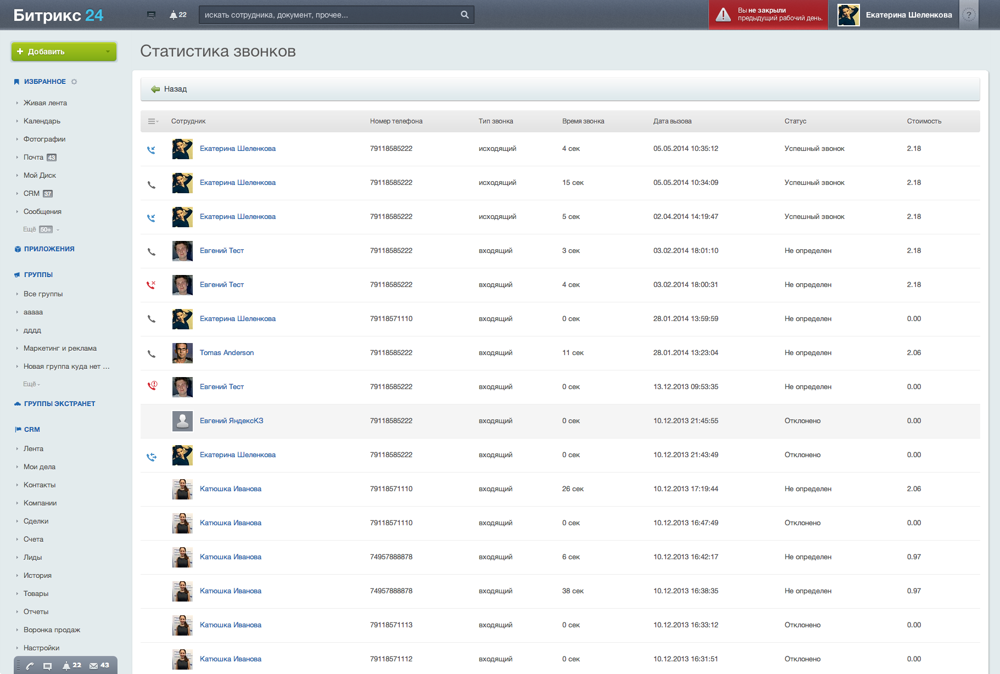 Битрикс 24
22
искать сотрудника, документ, прочее...
Вы не закрыли
предыдущий рабочий день.
Екатерина Шеленкова
?
Добавить
ИЗБРАННОЕ
Живая лента
Календарь
Фотографии
Почта 43
Мой Диск
CRM 37
Сообщения
Ещё 50+
ПРИЛОЖЕНИЯ
ГРУППЫ
Все группы
ааааа
дддд
Маркетинг и реклама
Новая группа куда нет ...
Ещё
ГРУППЫ ЭКСТРАНЕТ
CRM
Лента
Мои дела
Контакты
Компании
Сделки
Счета
Лиды
История
Товары
Отчеты
Воронка продаж
Настройки
22 43
Статистика звонков
Назад
Сотрудник Номер телефона Тип звонка Время звонка Дата вызова Статус Стоимость
Екатерина Шеленкова 79118585222 исходящий 4 сек 05.05.2014 10:35:12 Успешный звонок 2.18
Екатерина Шеленкова 79118585222 исходящий 15 сек 05.05.2014 10:34:09 Успешный звонок 2.18
Екатерина Шеленкова 79118585222 исходящий 5 сек 02.04.2014 14:19:47 Успешный звонок 2.18
Евгений Тест 79118585222 входящий 3 сек 03.02.2014 18:01:10 Не определен 2.18
Евгений Тест 79118585222 входящий 4 сек 03.02.2014 18:00:31 Не определен 2.18
Екатерина Шеленкова 79118571110 входящий 0 сек 28.01.2014 13:59:59 Не определен 0.00
Tomas Anderson 79118585222 входящий 11 сек 28.01.2014 13:23:04 Не определен 2.06
Евгений Тест 79118585222 входящий 0 сек 13.12.2013 09:53:35 Не определен 0.00
Евгений ЯндексКЗ 79118585222 входящий 0 сек 10.12.2013 21:45:55 Отклонено 0.00
Екатерина Шеленкова 79118585222 входящий 0 сек 10.12.2013 21:43:49 Отклонено 0.00
Катюшка Иванова 79118571110 входящий 26 сек 10.12.2013 17:19:44 Не определен 2.06
Катюшка Иванова 79118571110 входящий 0 сек 10.12.2013 16:47:49 Отклонено 0.00
Катюшка Иванова 74957888878 входящий 6 сек 10.12.2013 16:42:17 Не определен 0.97
Катюшка Иванова 74957888878 входящий 38 сек 10.12.2013 16:38:35 Не определен 0.97
Катюшка Иванова 79118571113 входящий 0 сек 10.12.2013 16:33:12 Отклонено 0.00
Катюшка Иванова 79118571112 входящий 0 сек 10.12.2013 16:31:51 Отклонено 0.00